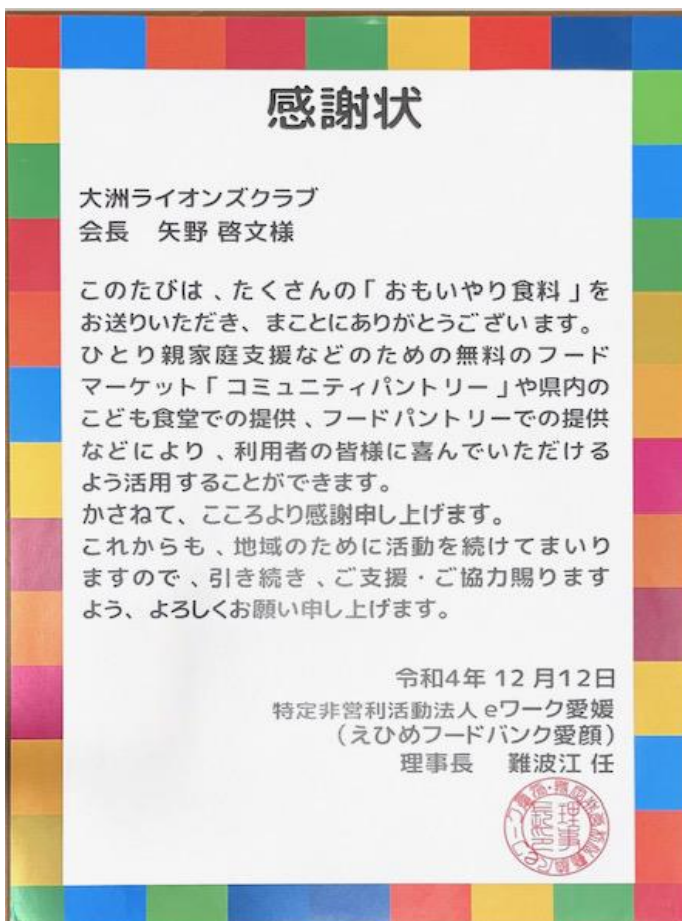 感謝状
大洲ライオンズクラブ
会長　矢野 啓文様
このたびは、たくさんの「おもいやり食料」を
お送りいただき、まことにありがとうございます。
ひとり親家庭支援などのための無料のフード
マーケット「コミュニティパントリー」や県内の
こども食堂での提供、フードパントリーでの提供
などにより、利用者の皆様に喜んでいただける
よう活用することができます。
かさねて、こころより感謝申し上げます。
これからも、地域のために活動を続けてまいり
ますので、引き続き、ご支援・ご協力賜ります
よう、よろしくお願い申し上げます。
令和4年 12月12日
特定非営利活動法人 eワーク愛媛
（えひめフードバンク愛顔）
理事長　難波江 任